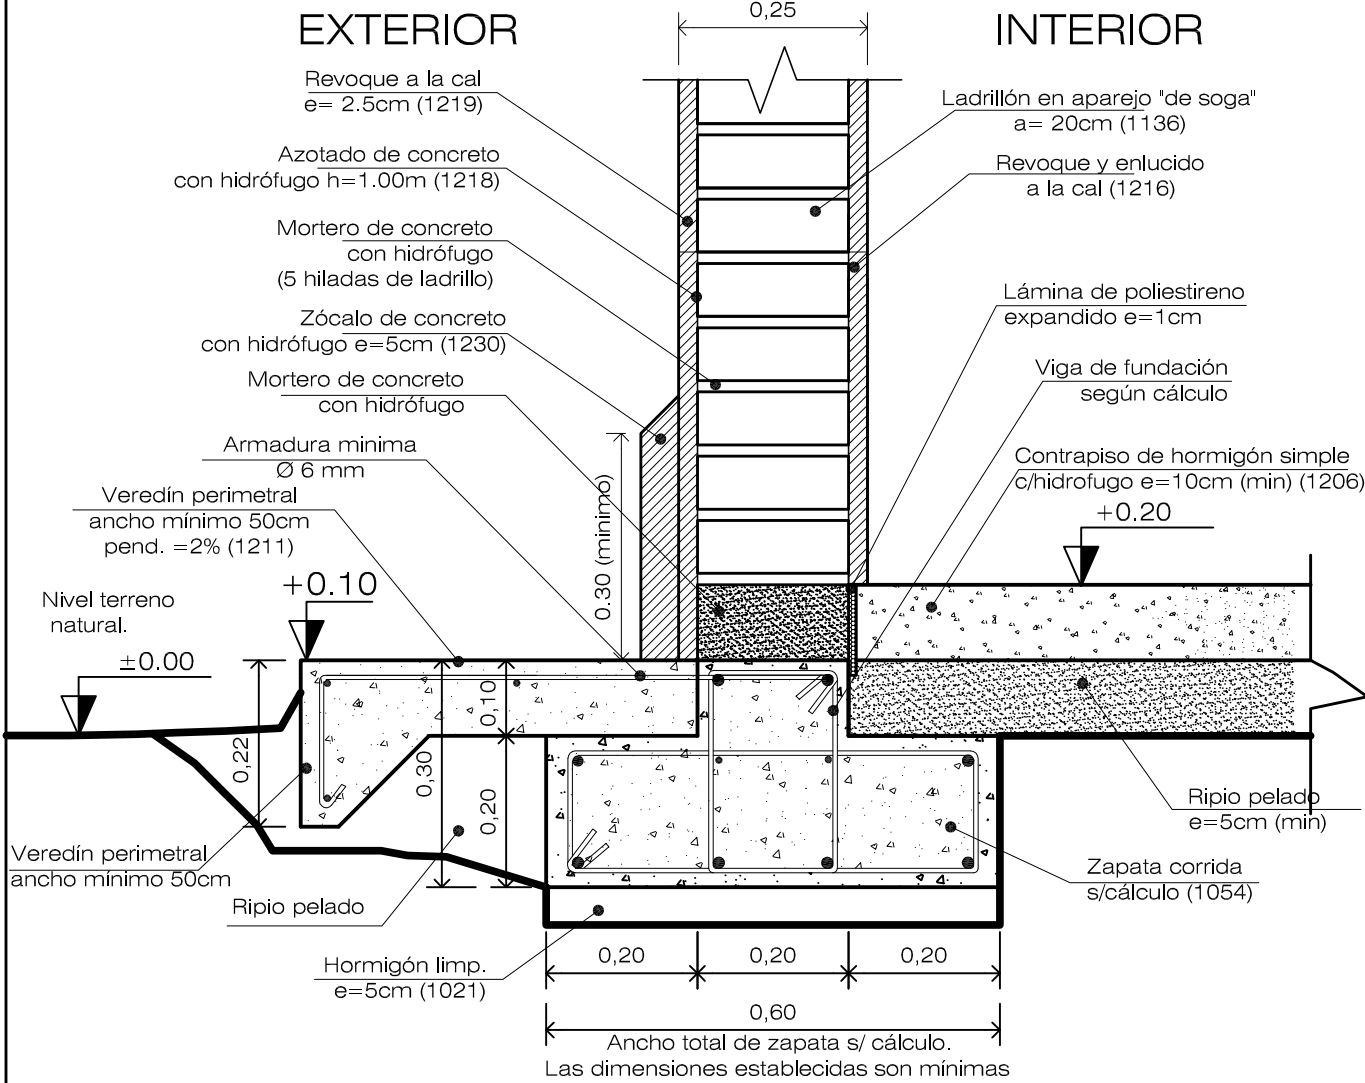 EXTERIOR
0,25
INTERIOR
Revoque a la cal
e= 2.5cm (1219)
Ladrillón en aparejo "de soga"
a= 20cm (1136)
Azotado de concreto
con hidrófugo h=1.00m (1218)
Revoque y enlucido
a la cal (1216)
Mortero de concreto
con hidrófugo
(5 hiladas de ladrillo)
Lámina de poliestireno
expandido e=1cm
Zócalo de concreto
con hidrófugo e=5cm (1230)
Viga de fundación
según cálculo
Mortero de concreto
con hidrófugo
Armadura minima
Ø 6 mm
Contrapiso de hormigón simple
c/hidrofugo e=10cm (min) (1206)
Veredín perimetral
ancho mínimo 50cm
pend. =2% (1211)
0.30 (minimo)
+0.20
+0.10
Nivel terreno
natural.
±0.00
0,22
0,30
0,10
0,20
Ripio pelado
e=5cm (min)
Veredín perimetral
ancho mínimo 50cm
Zapata corrida
s/cálculo (1054)
Ripio pelado
Hormigón limp.
e=5cm (1021)
0,20
0,20
0,20
0,60
Ancho total de zapata s/ cálculo.
Las dimensiones establecidas son mínimas